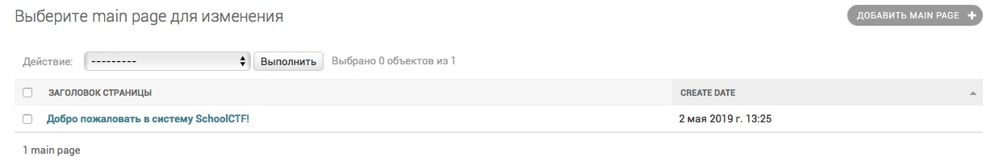 Выберите main page для изменения
ДОБАВИТЬ MAIN PAGE +
Действие: --------- Выполнить Выбрано 0 объектов из 1
ЗАГОЛОВОК СТРАНИЦЫ CREATE DATE
Добро пожаловать в систему SchoolCTF! 2 мая 2019 г. 13:25
1 main page